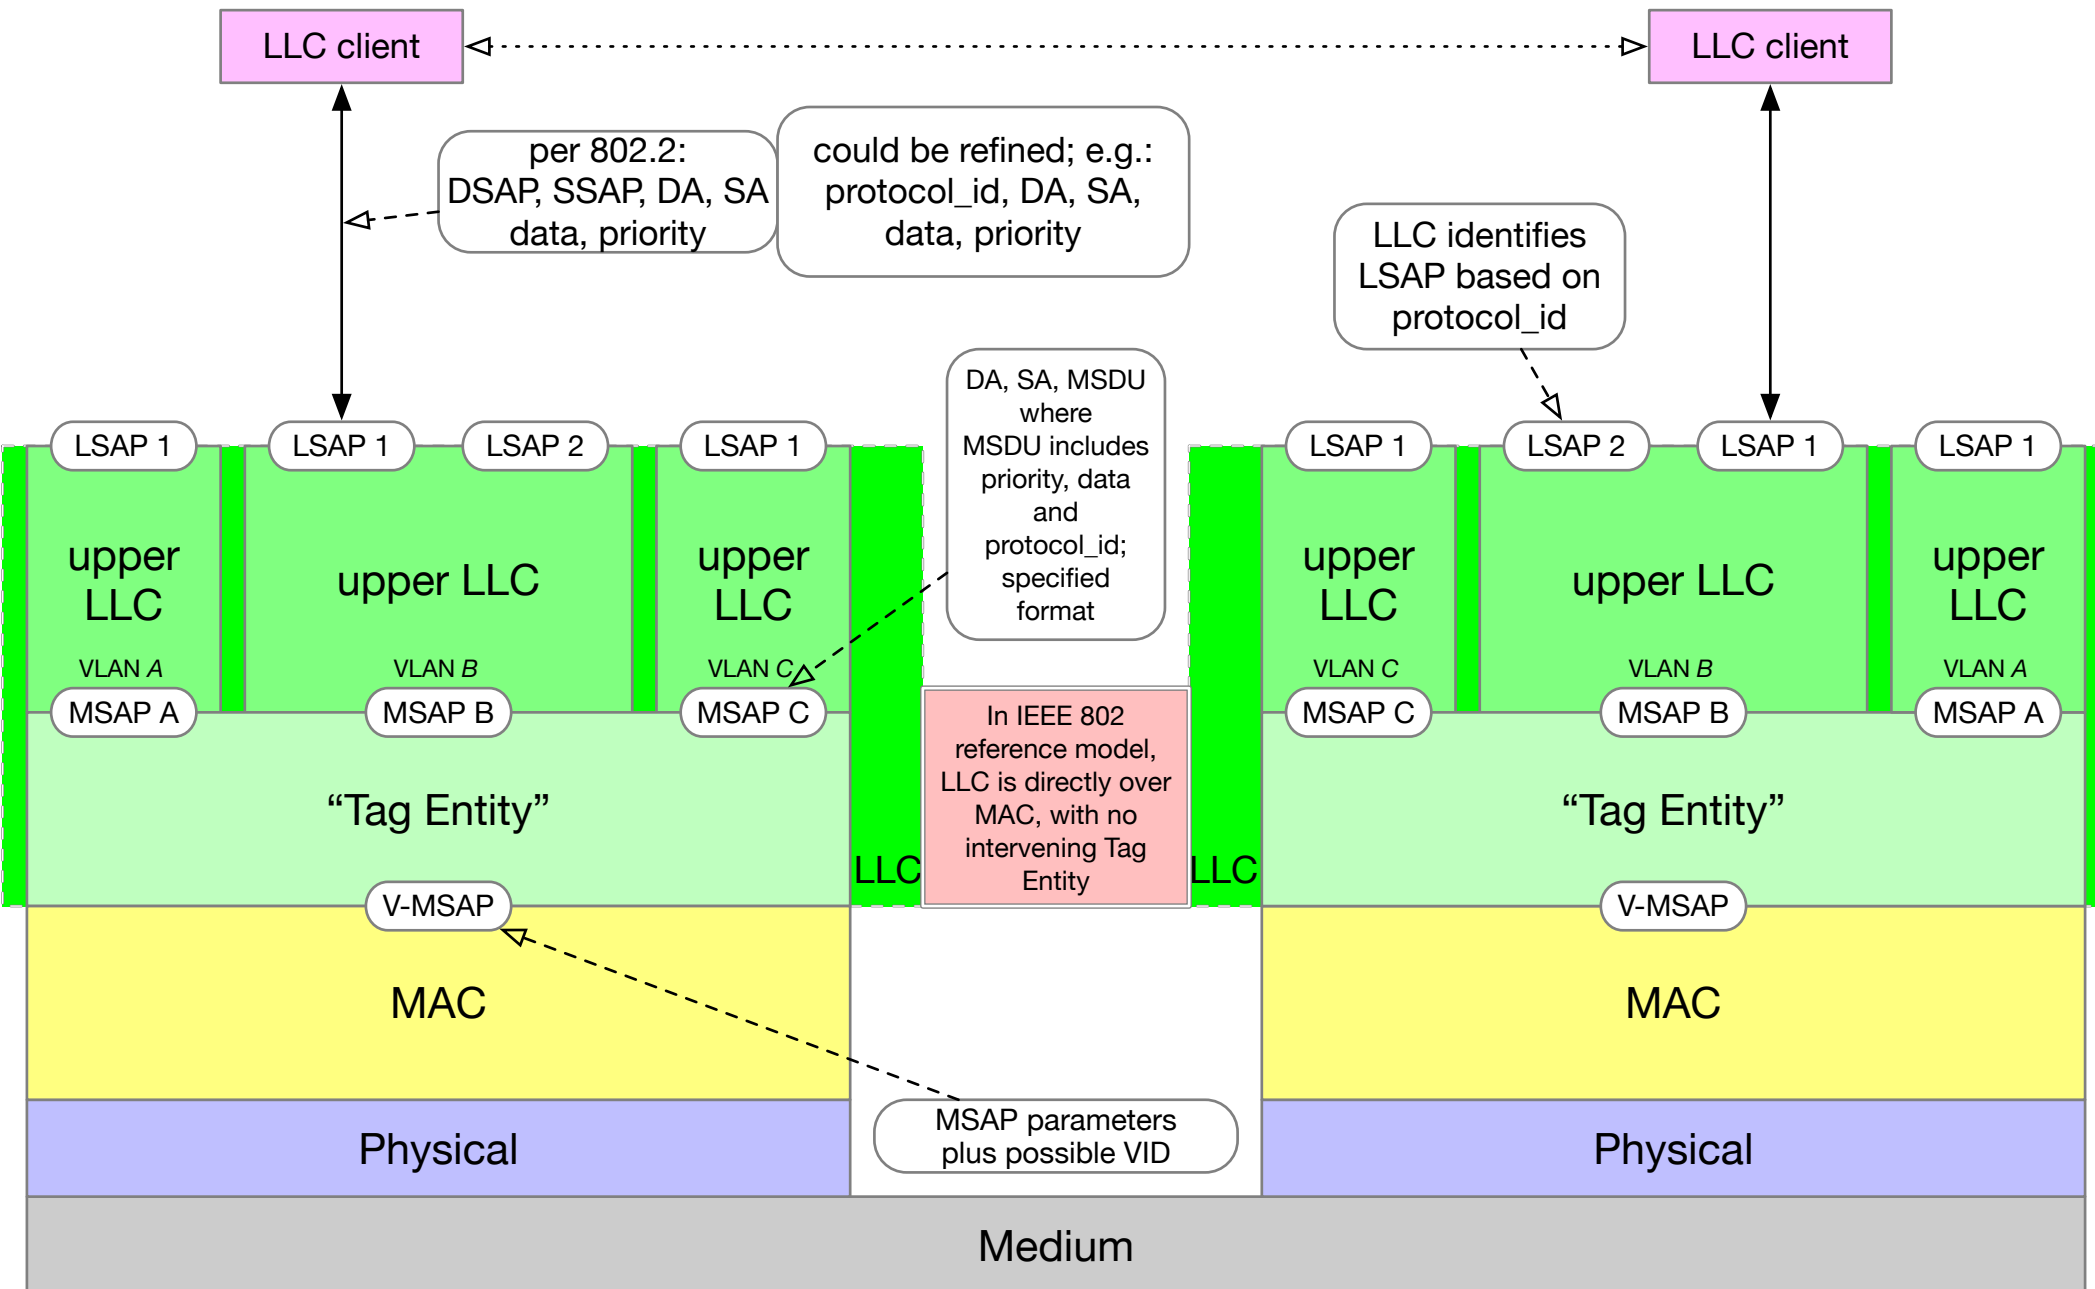 LLC client
LLC client
per 802.2:
DSAP, SSAP, DA, SA
data, priority
could be refined; e.g.:
protocol_id, DA, SA,
data, priority
LLC identifies
LSAP based on
protocol_id
DA, SA, MSDU
where
MSDU includes
priority, data
and
protocol_id;
specified
format
LSAP 1
LSAP 1
LSAP 2
LSAP 1
LSAP 1
LSAP 2
LSAP 1
LSAP 1
upper
LLC
upper LLC
upper
LLC
upper
LLC
upper LLC
upper
LLC
VLAN A
VLAN B
VLAN C
VLAN C
VLAN B
VLAN A
MSAP A
MSAP B
MSAP C
MSAP C
MSAP B
MSAP A
In IEEE 802
reference model,
LLC is directly over
MAC, with no
intervening Tag
Entity
“Tag Entity”
“Tag Entity”
LLC
LLC
V-MSAP
V-MSAP
MAC
MAC
MSAP parameters
plus possible VID
Physical
Physical
Medium